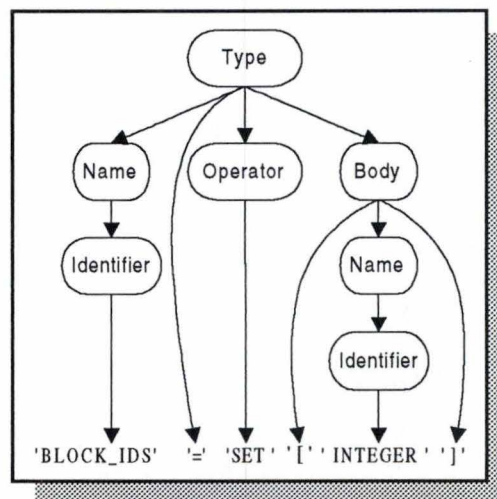 Type
Name Operator Body
Identifier Name
Identifier
'BLOCK_IDS' '=' 'SET' '[' 'INTEGER' ']'